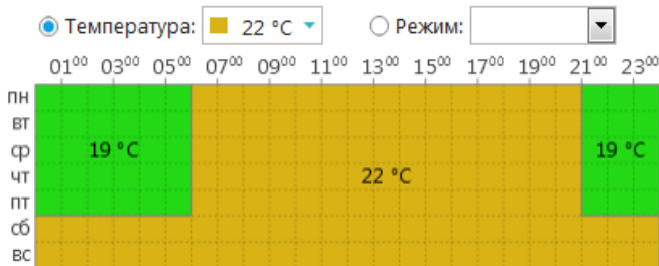 Температура: 22 °C Режим:
01⁰⁰ 03⁰⁰ 05⁰⁰ 07⁰⁰ 09⁰⁰ 11⁰⁰ 13⁰⁰ 15⁰⁰ 17⁰⁰ 19⁰⁰ 21⁰⁰ 23⁰⁰
пн
вт
ср 19 °C 19 °C
чт 22 °C
пт
сб
вс